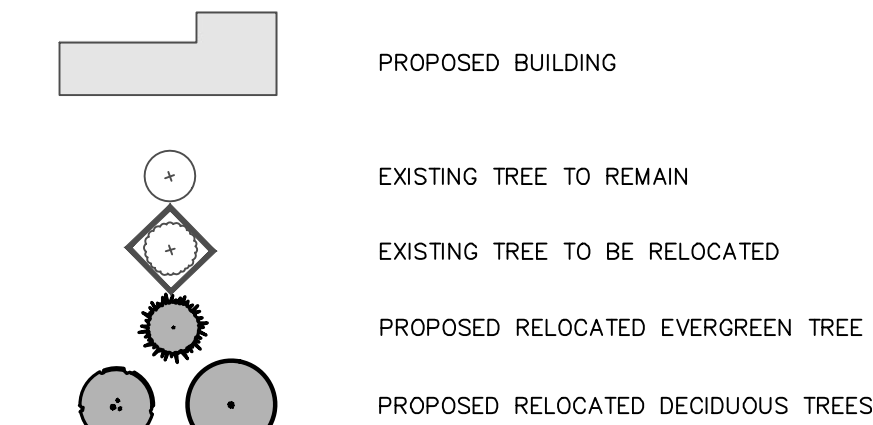 PROPOSED BUILDING
EXISTING TREE TO REMAIN
EXISTING TREE TO BE RELOCATED
PROPOSED RELOCATED EVERGREEN TREE
PROPOSED RELOCATED DECIDUOUS TREES